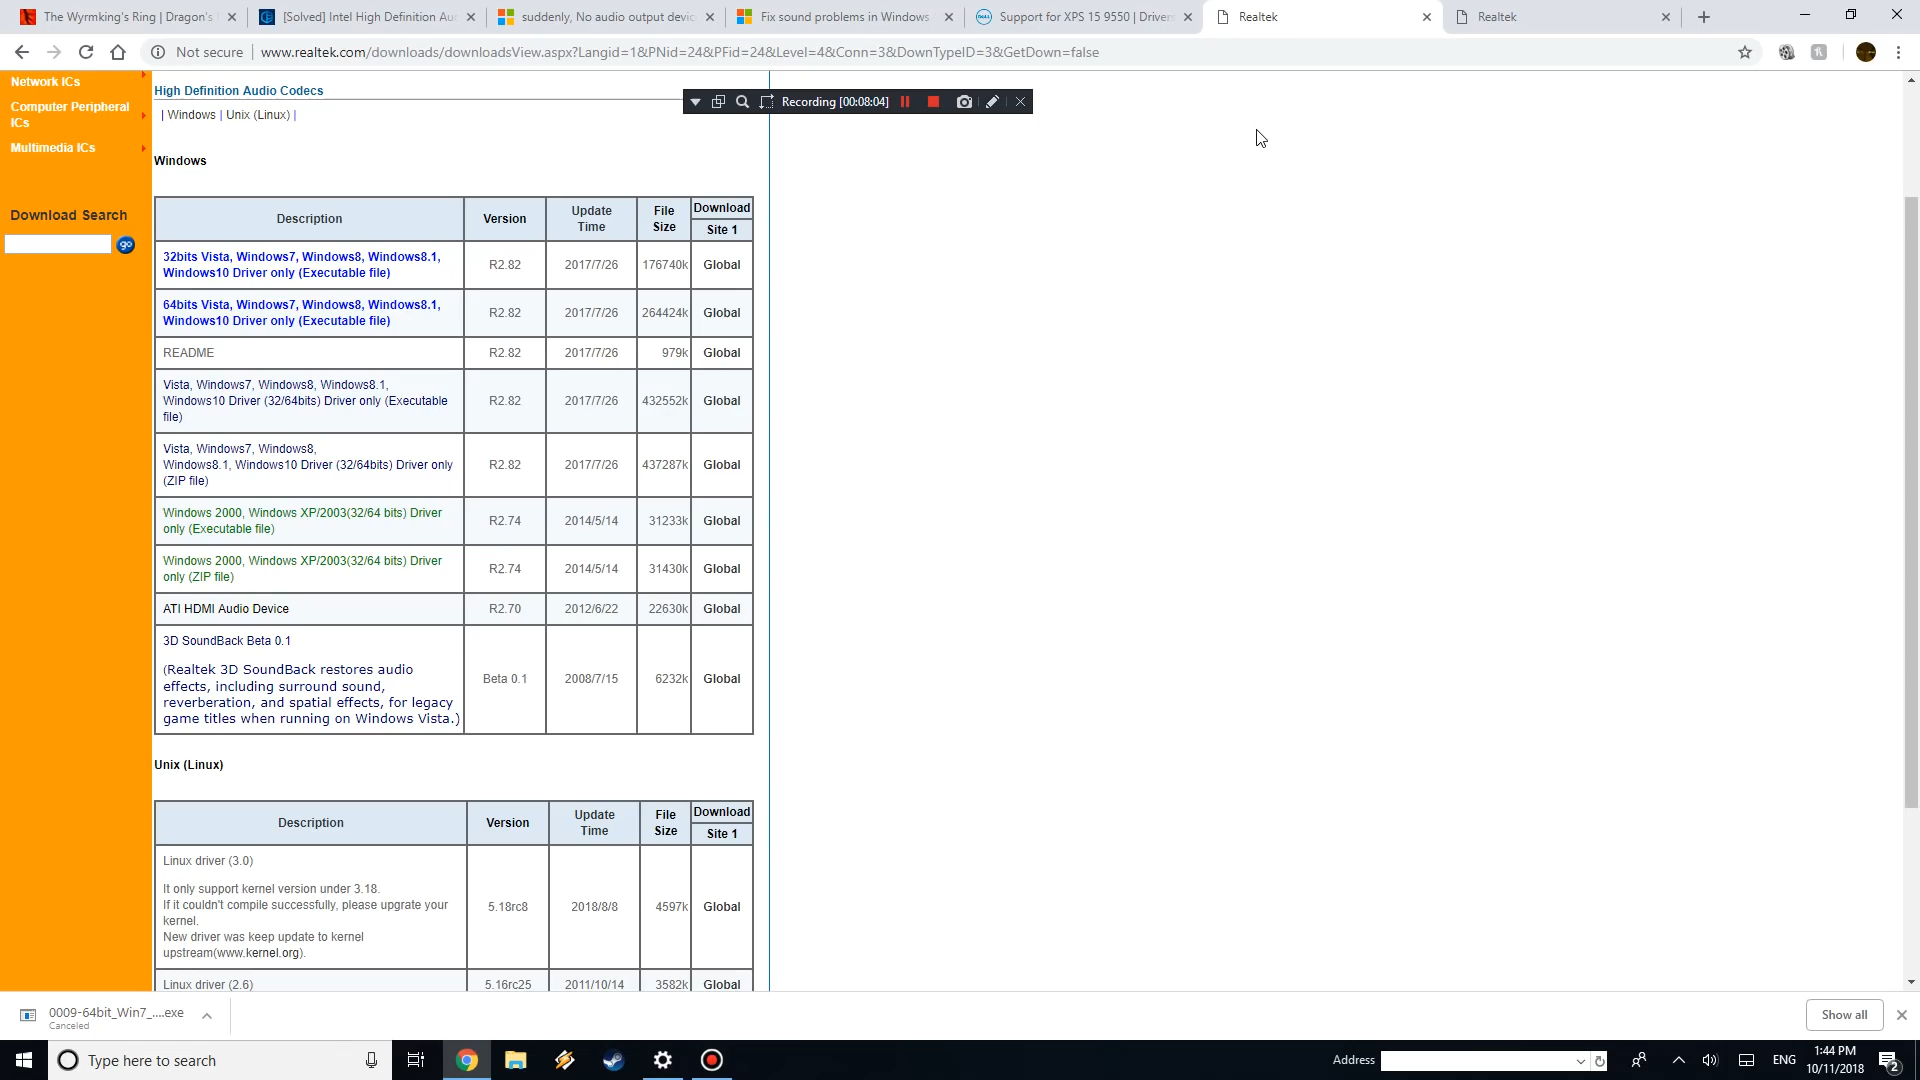 The Wyrmking's Ring | Dragon's
[Solved] Intel High Definition Au
suddenly, No audio output devic
Fix sound problems in Windows
Support for XPS 15 9550 | Drivers
Realtek
Realtek
Not secure
www.realtek.com/downloads/downloadsView.aspx?Langid=1&PNid=24&PFid=24&Level=4&Conn=3&DownTypeID=3&GetDown=false
Network ICs
Computer Peripheral
ICs
Multimedia ICs
Download Search
go
High Definition Audio Codecs
| Windows | Unix (Linux) |
Recording [00:08:04]
Windows
Description
Version
Update
Time
File
Size
Download
Site 1
32bits Vista, Windows7, Windows8, Windows8.1,
Windows10 Driver only (Executable file)
R2.82
2017/7/26
176740k
Global
64bits Vista, Windows7, Windows8, Windows8.1,
Windows10 Driver only (Executable file)
R2.82
2017/7/26
264424k
Global
README
R2.82
2017/7/26
979k
Global
Vista, Windows7, Windows8, Windows8.1,
Windows10 Driver (32/64bits) Driver only (Executable
file)
R2.82
2017/7/26
432552k
Global
Vista, Windows7, Windows8,
Windows8.1, Windows10 Driver (32/64bits) Driver only
(ZIP file)
R2.82
2017/7/26
437287k
Global
Windows 2000, Windows XP/2003(32/64 bits) Driver
only (Executable file)
R2.74
2014/5/14
31233k
Global
Windows 2000, Windows XP/2003(32/64 bits) Driver
only (ZIP file)
R2.74
2014/5/14
31430k
Global
ATI HDMI Audio Device
R2.70
2012/6/22
22630k
Global
3D SoundBack Beta 0.1
(Realtek 3D SoundBack restores audio
effects, including surround sound,
reverberation, and spatial effects, for legacy
game titles when running on Windows Vista.)
Beta 0.1
2008/7/15
6232k
Global
Unix (Linux)
Description
Version
Update
Time
File
Size
Download
Site 1
Linux driver (3.0)
It only support kernel version under 3.18.
If it couldn't compile successfully, please upgrate your
kernel.
New driver was keep update to kernel
upstream(www.kernel.org).
5.18rc8
2018/8/8
4597k
Global
Linux driver (2.6)
5.16rc25
2011/10/14
3582k
Global
0009-64bit_Win7_....exe
Canceled
Show all
Type here to search
Address
ENG
1:44 PM
10/11/2018
2